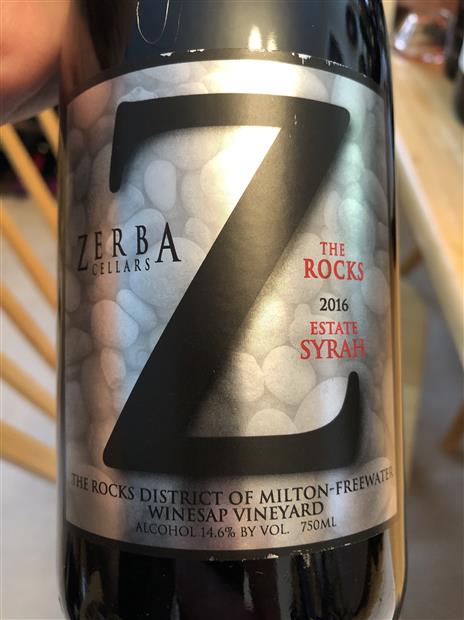 Z
ZERBA
CELLARS
THE
ROCKS
2016
ESTATE
SYRAH
THE ROCKS DISTRICT OF MILTON-FREEWATER
WINESAP VINEYARD
ALCOHOL 14.6% BY VOL. 750ML